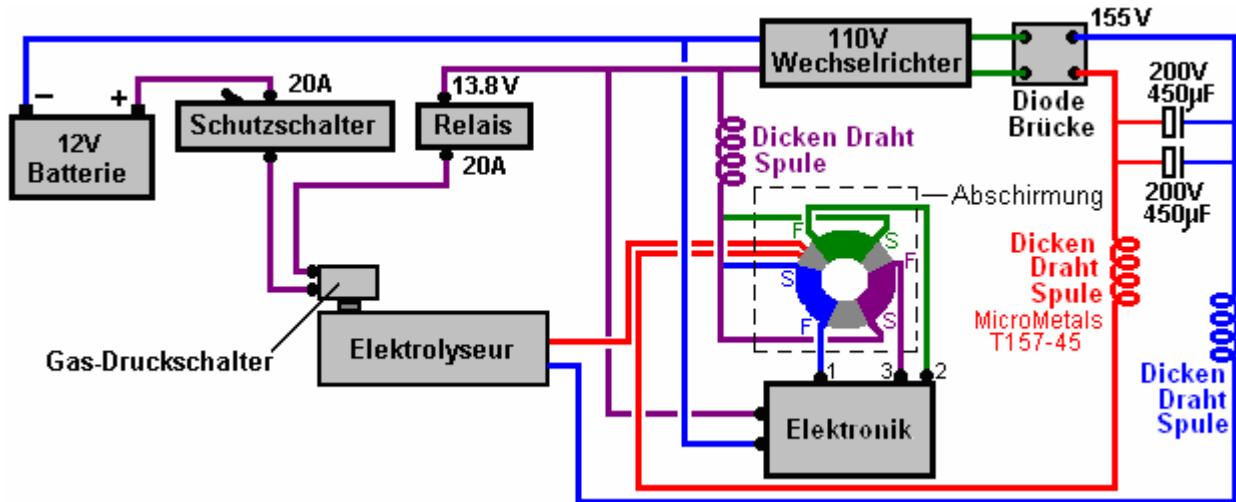 12V
Batterie
−
+
20A
Schutzschalter
13.8V
Relais
20A
110V
Wechselrichter
155V
Diode
Brücke
200V
450µF
200V
450µF
Dicken Draht
Spule
Abschirmung
F
S
F
S
F
S
1
3
2
Elektronik
Gas-Druckschalter
Elektrolyseur
Dicken
Draht
Spule
MicroMetals
T157-45
Dicken
Draht
Spule